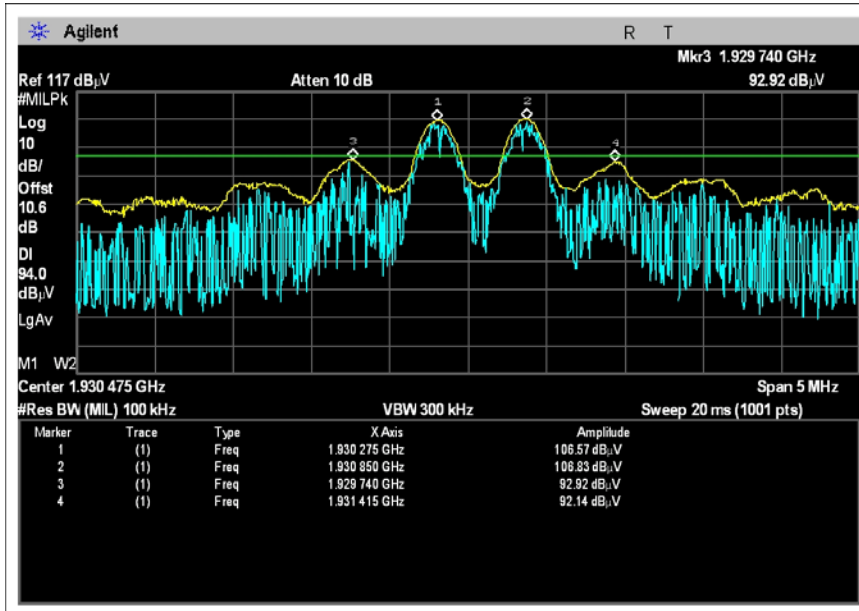 Agilent R T
Mkr3 1.929 740 GHz
Ref 117 dBµV Atten 10 dB 92.92 dBµV
#MILPk
Log
10
dB/
Offst
10.6
dB
DI
94.0
dBµV
LgAv
M1 W2
1
2
3
4
Center 1.930 475 GHz Span 5 MHz
#Res BW (MIL) 100 kHz VBW 300 kHz Sweep 20 ms (1001 pts)
Marker Trace Type X Axis Amplitude
1 (1) Freq 1.930 275 GHz 106.57 dBµV
2 (1) Freq 1.930 850 GHz 106.83 dBµV
3 (1) Freq 1.929 740 GHz 92.92 dBµV
4 (1) Freq 1.931 415 GHz 92.14 dBµV